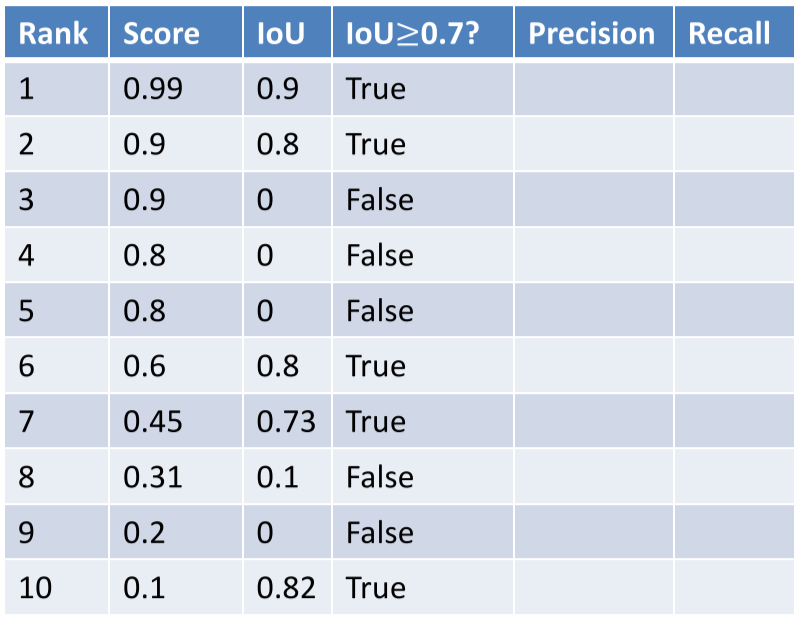 Rank Score IoU IoU≧0.7? Precision Recall
1 0.99 0.9 True
2 0.9 0.8 True
3 0.9 0 False
4 0.8 0 False
5 0.8 0 False
6 0.6 0.8 True
7 0.45 0.73 True
8 0.31 0.1 False
9 0.2 0 False
10 0.1 0.82 True